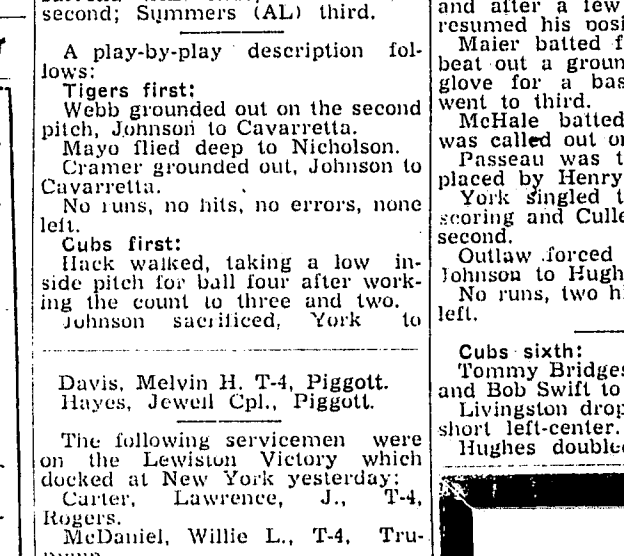 second; Summers (AL) third.
A play-by-play description fol-
lows:
Tigers first:
Webb grounded out on the second
pitch, Johnson to Cavarretta.
Mayo flied deep to Nicholson.
Cramer grounded out, Johnson to
Cavarretta.
No runs, no hits, no errors, none
left.
Cubs first:
Hack walked, taking a low in-
side pitch for ball four after work-
ing the count to three and two.
Johnson sacrificed, York to
Davis, Melvin H. T-4, Piggott.
Hayes, Jewell Cpl., Piggott.
The following servicemen were
on the Lewiston Victory which
docked at New York yesterday:
Carter, Lawrence, J., T-4,
Rogers.
McDaniel, Willie L., T-4, Tru-
and after a few
resumed his posi
Maier batted f
beat out a groun
glove for a bas
went to third.
McHale batted
was called out o
Passeau was t
placed by Henry
York singled t
scoring and Culle
second.
Outlaw forced
Johnson to Hugh
No runs, two hi
left.
Cubs sixth:
Tommy Bridges
and Bob Swift to
Livingston drop
short left-center.
Hughes double